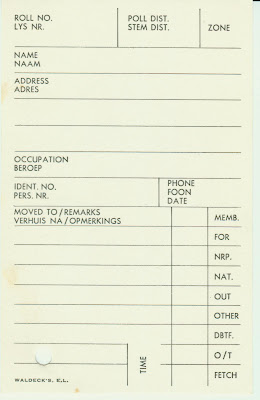 ROLL NO.
LYS NR.
POLL DIST.
STEM DIST.
ZONE
NAME
NAAM
ADDRESS
ADRES
OCCUPATION
BEROEP
IDENT. NO.
PERS. NR.
PHONE
FOON
DATE
MOVED TO/REMARKS
VERHUIS NA/OPMERKINGS
MEMB.
FOR
NRP.
NAT.
OUT
OTHER
DBTF.
TIME
O/T
FETCH
WALDECK'S, E.L.